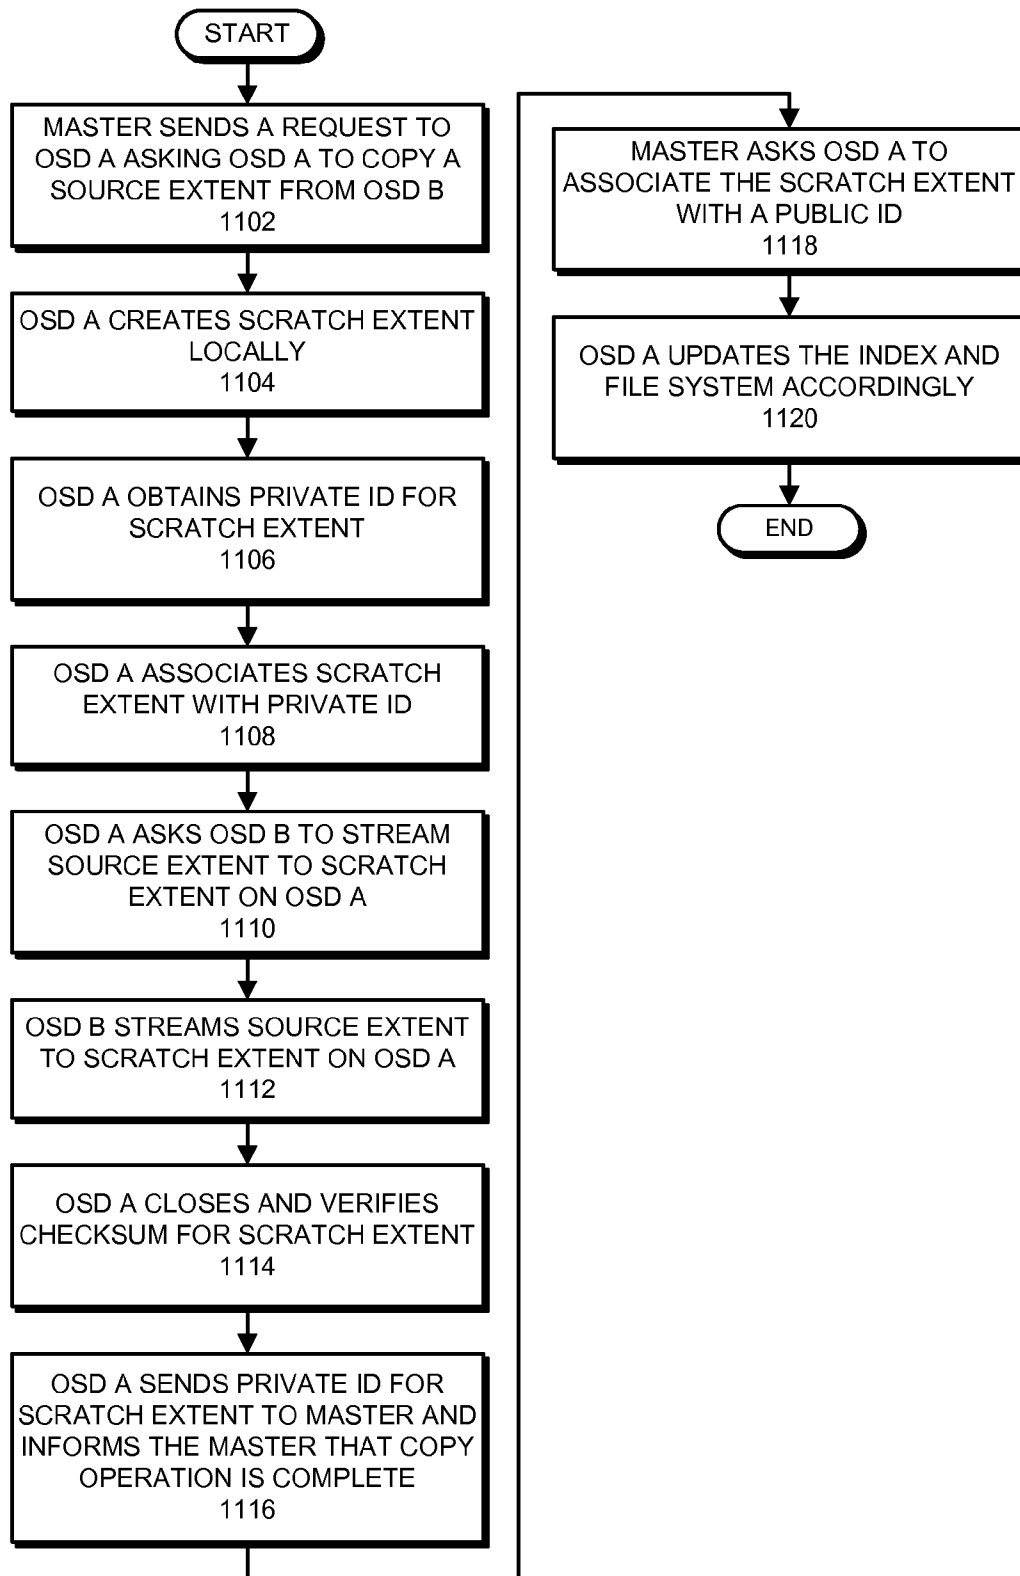 START
MASTER SENDS A REQUEST TO
OSD A ASKING OSD A TO COPY A
SOURCE EXTENT FROM OSD B
1102
OSD A CREATES SCRATCH EXTENT
LOCALLY
1104
OSD A OBTAINS PRIVATE ID FOR
SCRATCH EXTENT
1106
OSD A ASSOCIATES SCRATCH
EXTENT WITH PRIVATE ID
1108
OSD A ASKS OSD B TO STREAM
SOURCE EXTENT TO SCRATCH
EXTENT ON OSD A
1110
OSD B STREAMS SOURCE EXTENT
TO SCRATCH EXTENT ON OSD A
1112
OSD A CLOSES AND VERIFIES
CHECKSUM FOR SCRATCH EXTENT
1114
OSD A SENDS PRIVATE ID FOR
SCRATCH EXTENT TO MASTER AND
INFORMS THE MASTER THAT COPY
OPERATION IS COMPLETE
1116
MASTER ASKS OSD A TO
ASSOCIATE THE SCRATCH EXTENT
WITH A PUBLIC ID
1118
OSD A UPDATES THE INDEX AND
FILE SYSTEM ACCORDINGLY
1120
END